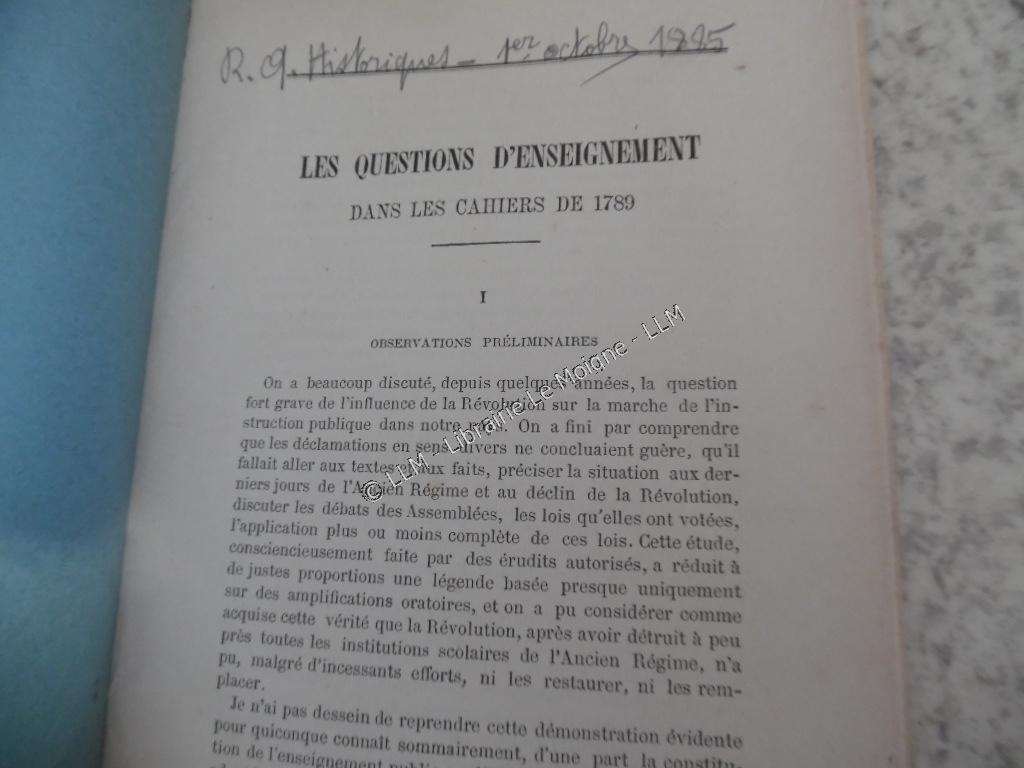 R. Q. Historiques - 1er octobre 1885
LES QUESTIONS D'ENSEIGNEMENT
DANS LES CAHIERS DE 1789
I
OBSERVATIONS PRÉLIMINAIRES
On a beaucoup discuté, depuis quelques années, la question
fort grave de l'influence de la Révolution sur la marche de l'in-
struction publique dans notre pays. On a fini par comprendre
que les déclamations en sens divers ne concluaient guère, qu'il
fallait aller aux textes et aux faits, préciser la situation aux der-
niers jours de l'Ancien Régime et au déclin de la Révolution,
discuter les débats des Assemblées, les lois qu'elles ont votées,
l'application plus ou moins complète de ces lois. Cette étude,
consciencieusement faite par des érudits autorisés, a réduit à
de justes proportions une légende basée presque uniquement
sur des amplifications oratoires, et on a pu considérer comme
acquise cette vérité que la Révolution, après avoir détruit à peu
près toutes les institutions scolaires de l'Ancien Régime, n'a
pu, malgré d'incessants efforts, ni les restaurer, ni les rem-
placer.
Je n'ai pas dessein de reprendre cette démonstration évidente
pour quiconque connaît sommairement, d'une part la constitu-
tion de l'enseignement
© LLM - Librairie Le Moigne - LLM